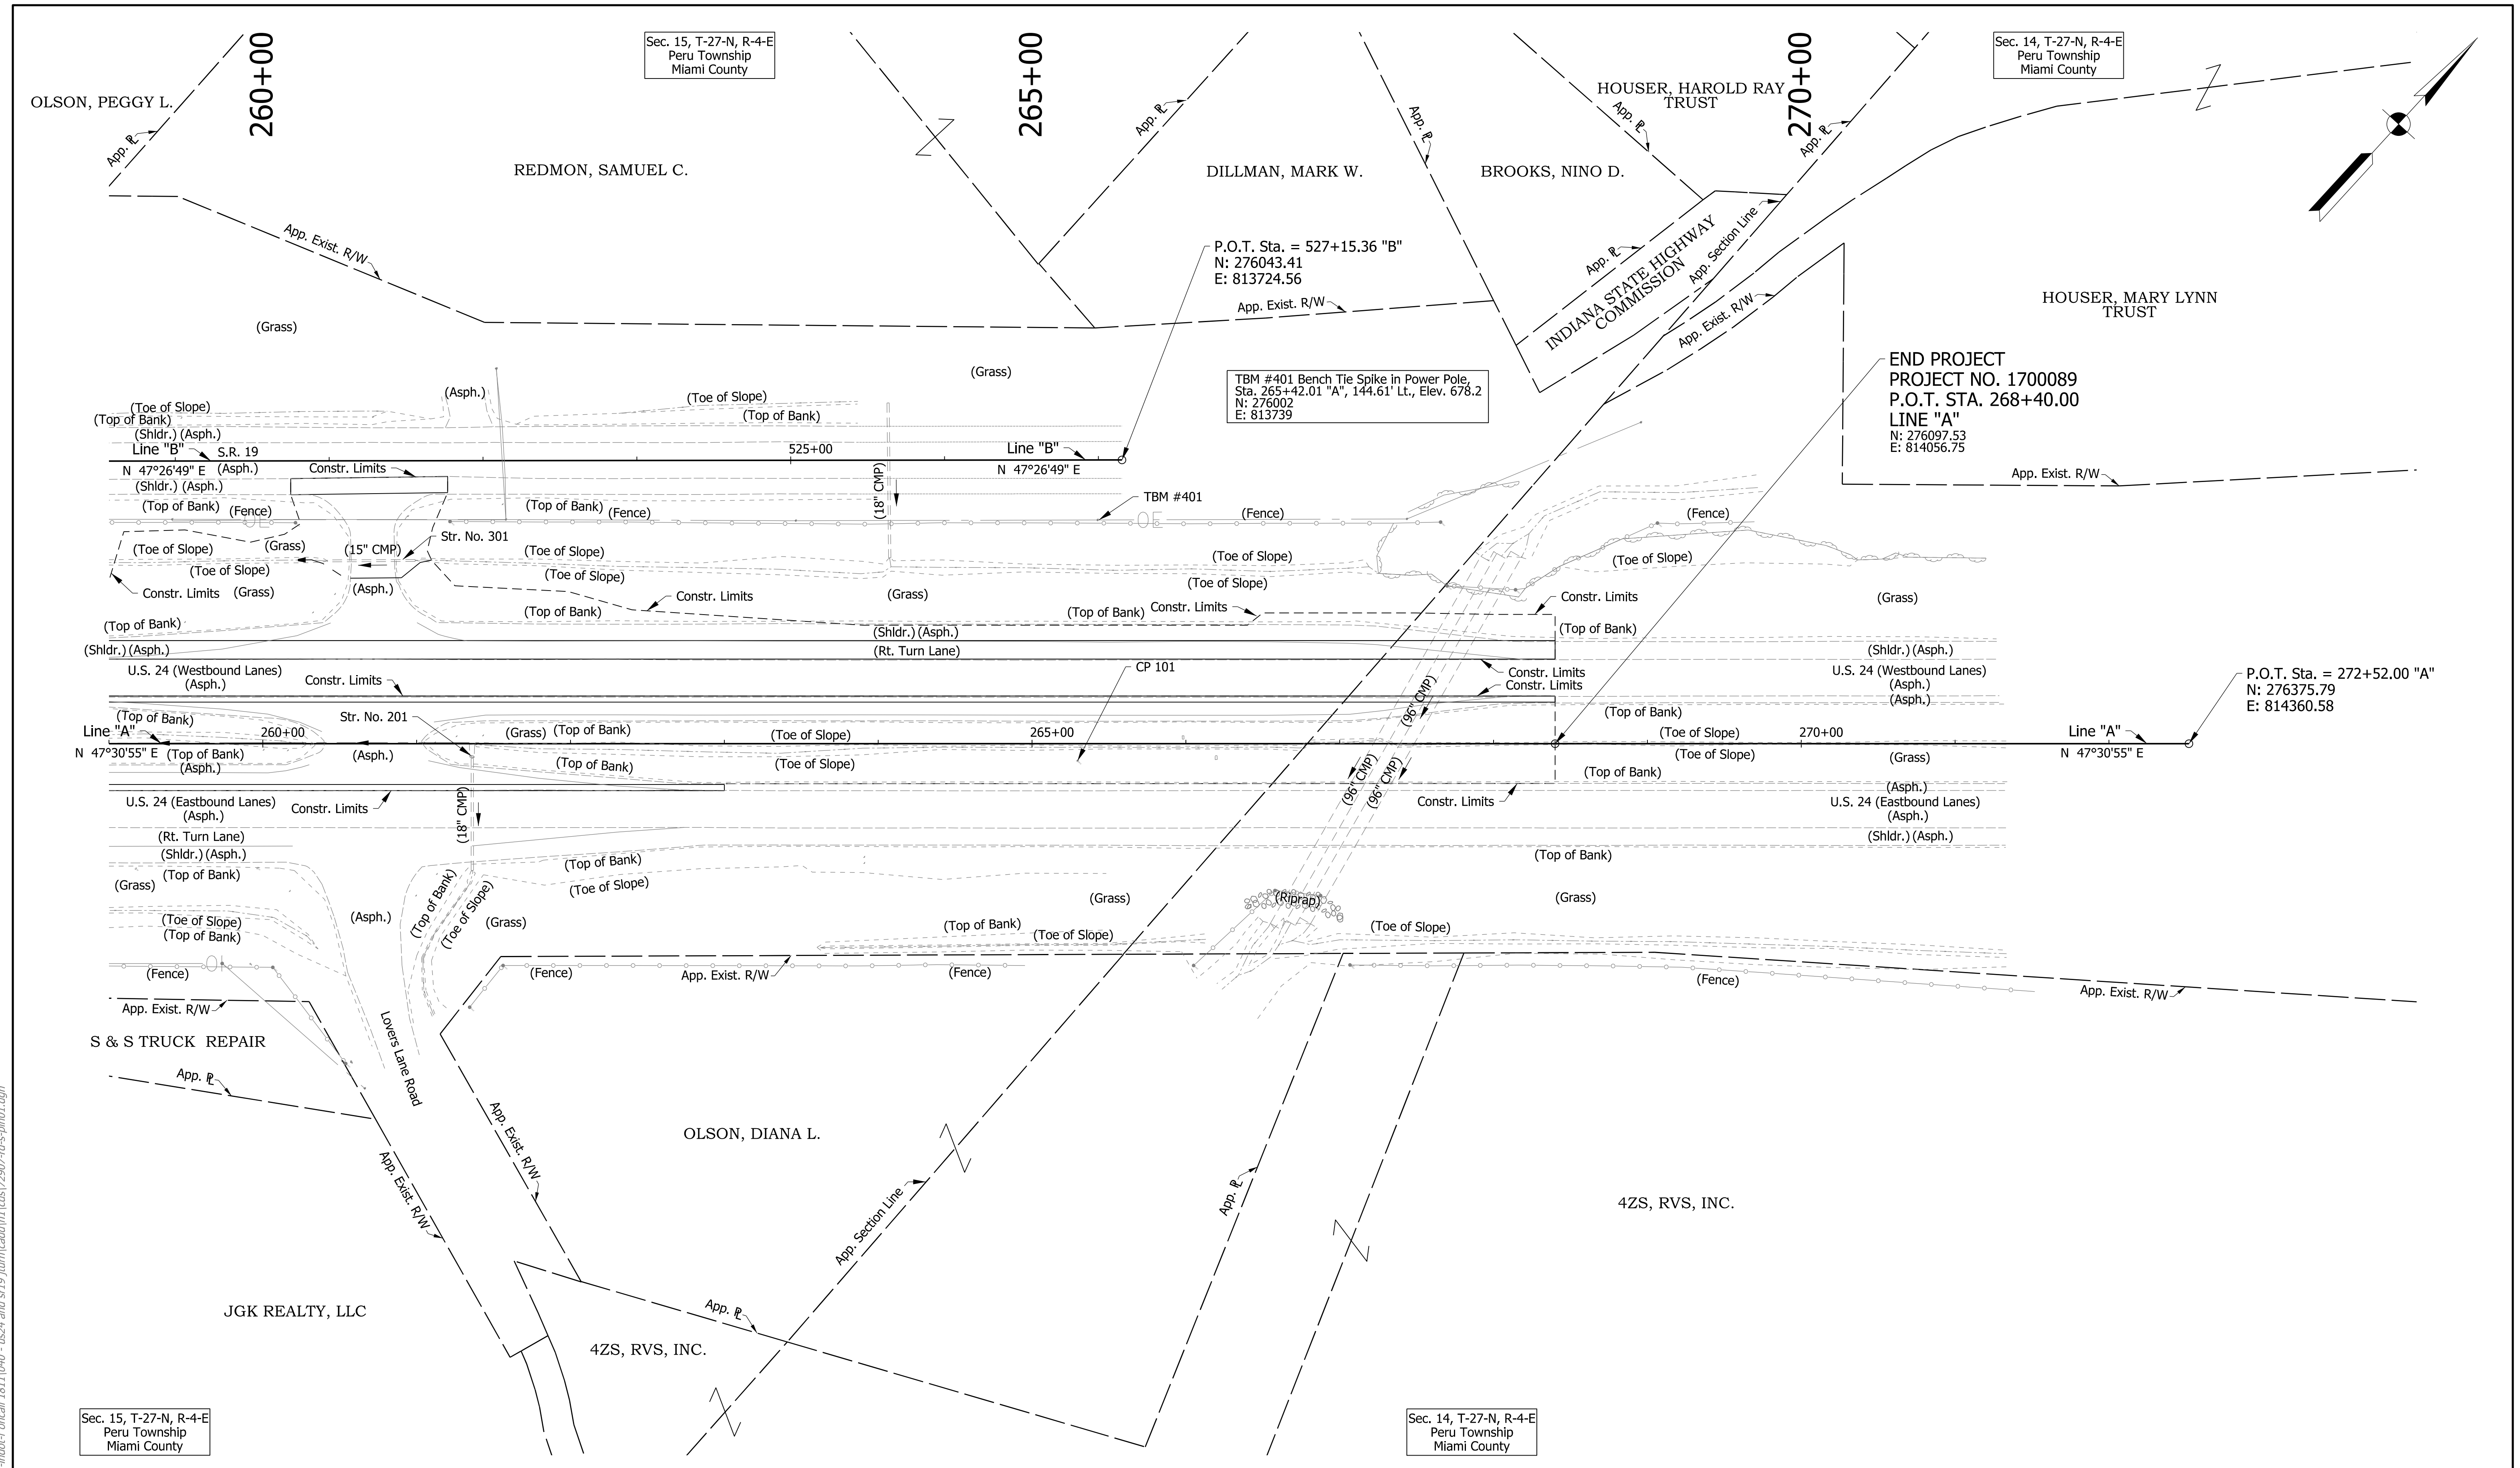 Sec. 15, T-27-N, R-4-E
Peru Township
Miami County
Sec. 14, T-27-N, R-4-E
Peru Township
Miami County
260+00
265+00
270+00
OLSON, PEGGY L.
App. PL
REDMON, SAMUEL C.
App. PL
DILLMAN, MARK W.
App. PL
BROOKS, NINO D.
HOUSER, HAROLD RAY
TRUST
App. PL
App. PL
App. Exist. R/W
P.O.T. Sta. = 527+15.36 "B"
N: 276043.41
E: 813724.56
App. Exist. R/W
App. PL
INDIANA STATE HIGHWAY
COMMISSION
App. Section Line
App. Exist. R/W
HOUSER, MARY LYNN
TRUST
(Grass)
(Grass)
TBM #401 Bench Tie Spike in Power Pole,
Sta. 265+42.01 "A", 144.61' Lt., Elev. 678.2
N: 276002
E: 813739
END PROJECT
PROJECT NO. 1700089
P.O.T. STA. 268+40.00
LINE "A"
N: 276097.53
E: 814056.75
App. Exist. R/W
(Asph.)
(Toe of Slope)
(Toe of Slope)
(Top of Bank)
(Top of Bank)
(Shldr.) (Asph.)
Line "B"
S.R. 19
525+00
Line "B"
N 47°26'49" E
(Asph.)
Constr. Limits
N 47°26'49" E
(Shldr.) (Asph.)
(18" CMP)
(Top of Bank)
(Fence)
OE
(Top of Bank)
(Fence)
TBM #401
OE
(Fence)
(Fence)
(Toe of Slope)
(Grass)
(15" CMP)
Str. No. 301
(Toe of Slope)
(Toe of Slope)
(Toe of Slope)
(Toe of Slope)
(Toe of Slope)
(Toe of Slope)
Constr. Limits
(Grass)
(Asph.)
Constr. Limits
(Grass)
(Top of Bank)
(Top of Bank)
Constr. Limits
Constr. Limits
(Grass)
(Top of Bank)
(Shldr.) (Asph.)
(Top of Bank)
(Shldr.) (Asph.)
(Rt. Turn Lane)
(Shldr.) (Asph.)
U.S. 24 (Westbound Lanes)
(Asph.)
Constr. Limits
CP 101
Constr. Limits
Constr. Limits
U.S. 24 (Westbound Lanes)
(Asph.)
(Asph.)
P.O.T. Sta. = 272+52.00 "A"
N: 276375.79
E: 814360.58
(96" CMP)
(Top of Bank)
Str. No. 201
(Top of Bank)
Line "A"
260+00
(Grass)
(Top of Bank)
(Toe of Slope)
265+00
(Toe of Slope)
270+00
Line "A"
N 47°30'55" E
(Top of Bank)
(Asph.)
(Asph.)
(Top of Bank)
(Toe of Slope)
(96" CMP)
(96" CMP)
(Toe of Slope)
(Top of Bank)
(Grass)
N 47°30'55" E
U.S. 24 (Eastbound Lanes)
(Asph.)
Constr. Limits
(18" CMP)
Constr. Limits
(Asph.)
U.S. 24 (Eastbound Lanes)
(Asph.)
(Rt. Turn Lane)
(Shldr.) (Asph.)
(Shldr.) (Asph.)
(Top of Bank)
(Top of Bank)
(Top of Bank)
(Grass)
(Asph.)
(Top of Bank)
(Toe of Slope)
(Toe of Slope)
(Grass)
(Grass)
(Riprap)
(Grass)
(Toe of Slope)
(Top of Bank)
(Top of Bank)
(Toe of Slope)
(Toe of Slope)
(Fence)
(Fence)
App. Exist. R/W
(Fence)
(Fence)
App. Exist. R/W
App. Exist. R/W
S & S TRUCK REPAIR
Lovers Lane Road
App. PL
App. Exist. R/W
App. Exist. R/W
OLSON, DIANA L.
App. Section Line
App. PL
4ZS, RVS, INC.
JGK REALTY, LLC
4ZS, RVS, INC.
App. PL
Sec. 15, T-27-N, R-4-E
Peru Township
Miami County
Sec. 14, T-27-N, R-4-E
Peru Township
Miami County